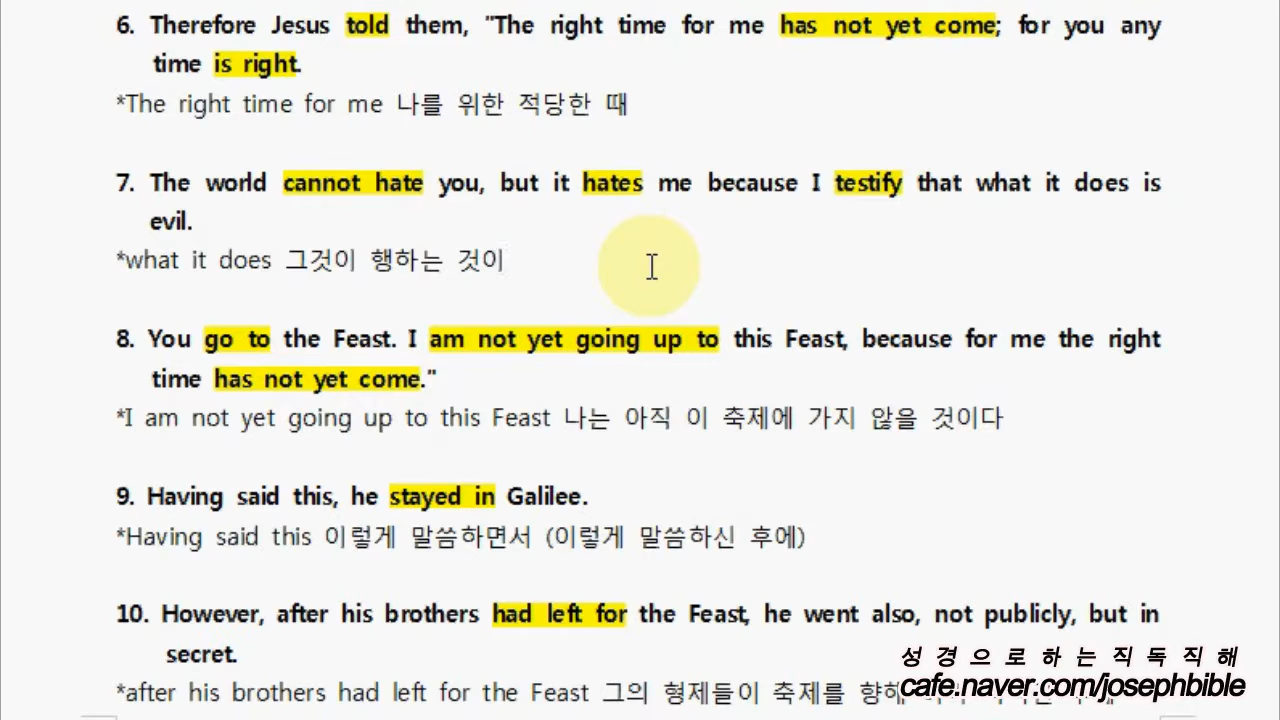 6. Therefore Jesus told them, "The right time for me has not yet come; for you any
time is right.
*The right time for me 나를 위한 적당한 때
7. The world cannot hate you, but it hates me because I testify that what it does is
evil.
*what it does 그것이 행하는 것이
8. You go to the Feast. I am not yet going up to this Feast, because for me the right
time has not yet come."
*I am not yet going up to this Feast 나는 아직 이 축제에 가지 않을 것이다
9. Having said this, he stayed in Galilee.
*Having said this 이렇게 말씀하면서 (이렇게 말씀하신 후에)
10. However, after his brothers had left for the Feast, he went also, not publicly, but in
secret.
*after his brothers had left for the Feast 그의 형제들이 축제를 향해
성경으로하는직독직해
cafe.naver.com/josephbible